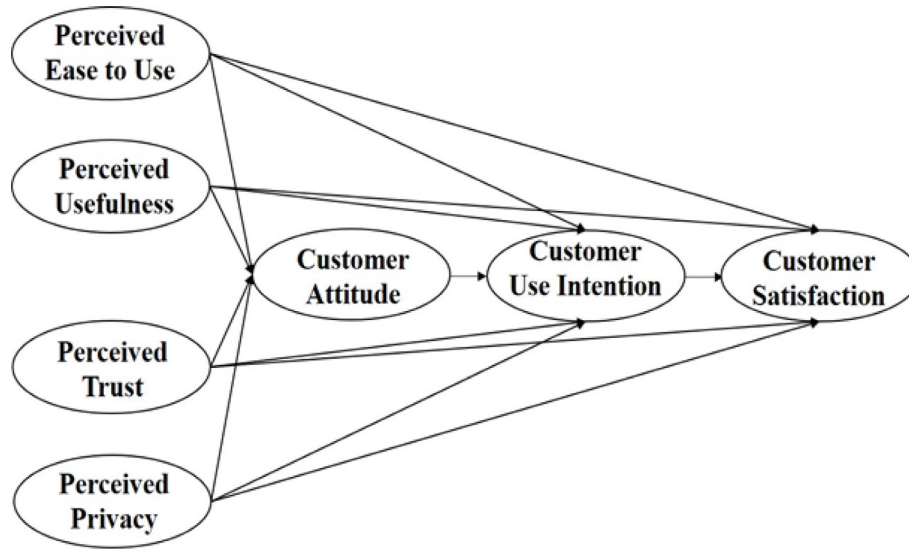 Perceived
Ease to Use
Perceived
Usefulness
Customer
Attitude
Customer
Use Intention
Customer
Satisfaction
Perceived
Trust
Perceived
Privacy